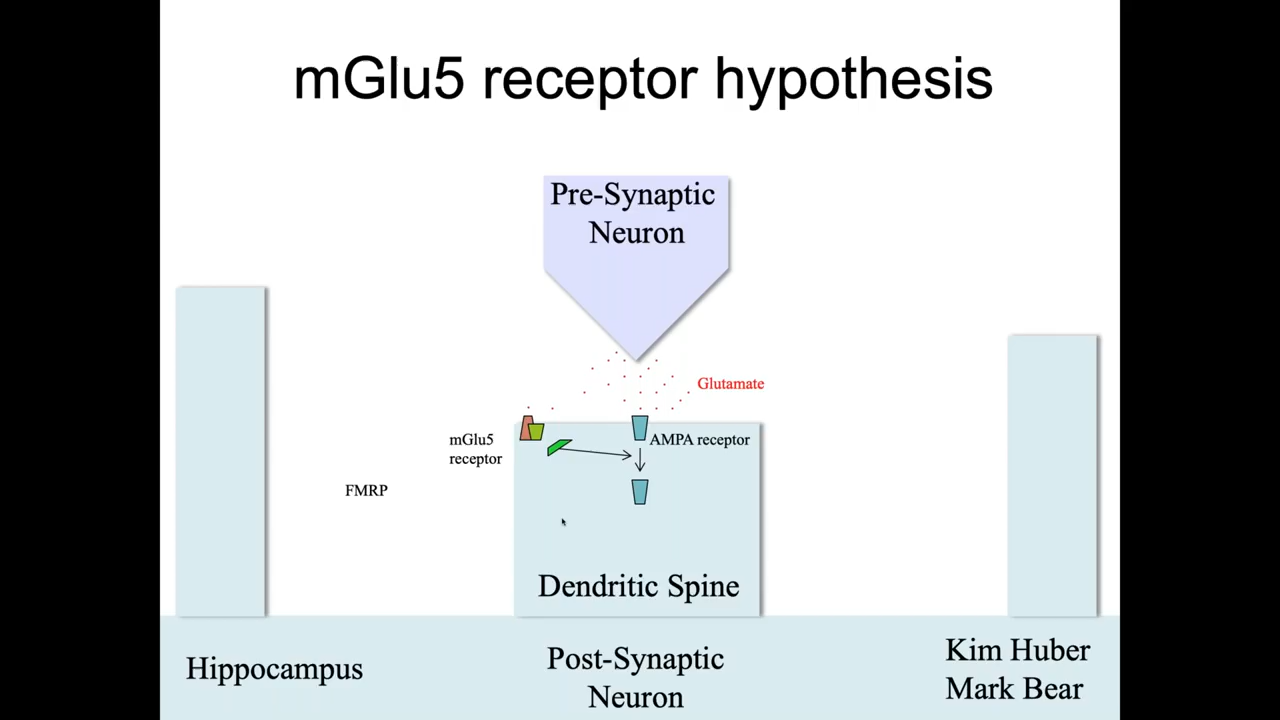 mGlu5 receptor hypothesis
Pre-Synaptic
Neuron
Glutamate
mGlu5
receptor
AMPA receptor
FMRP
Dendritic Spine
Hippocampus
Post-Synaptic
Neuron
Kim Huber
Mark Bear